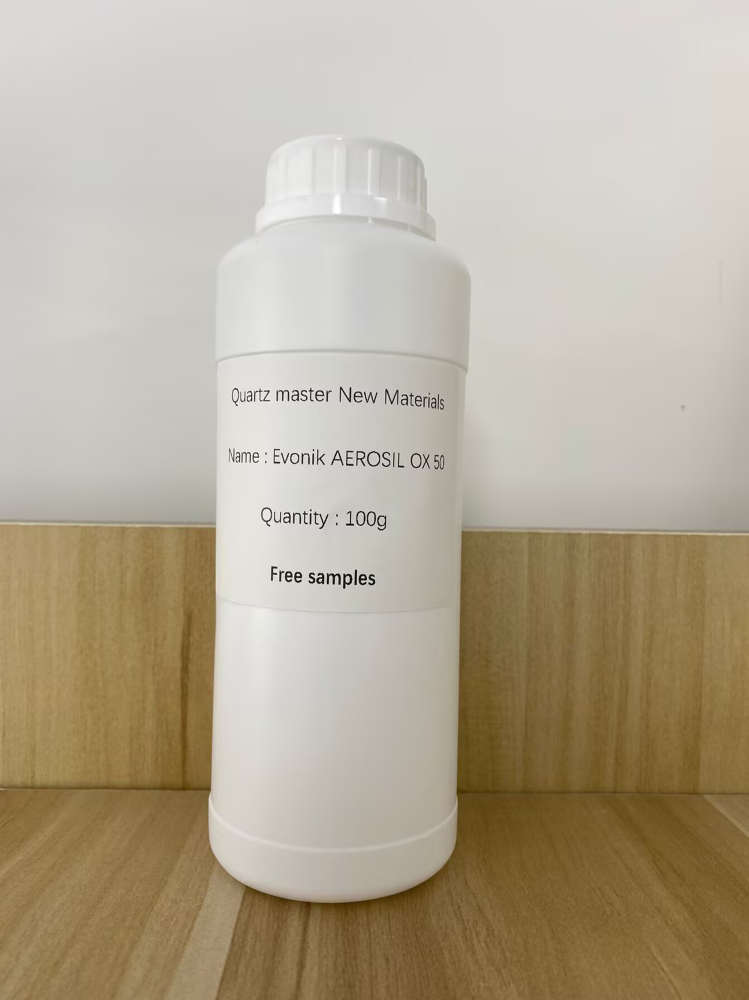 Quartz master New Materials
Name : Evonik AEROSIL OX 50
Quantity : 100g
Free samples